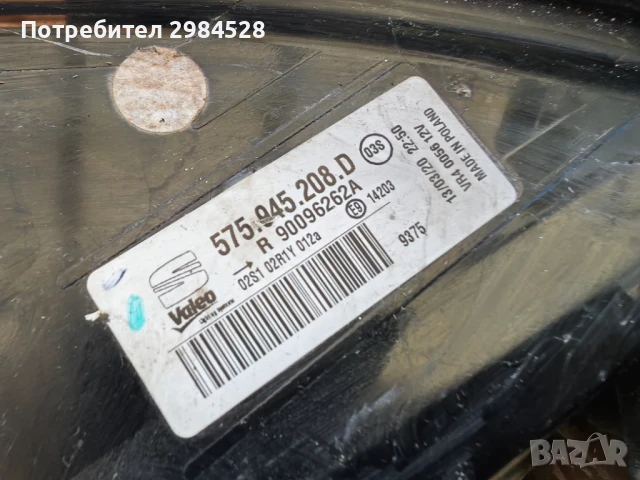 Потребител 2984528
575.945.208.D
03S
R 90096262A
02S1 02R1Y 012a
E9 14203
13/03/20 22:50
VR4 0056 12V
MADE IN POLAND
9375
Valeo
BAZAR